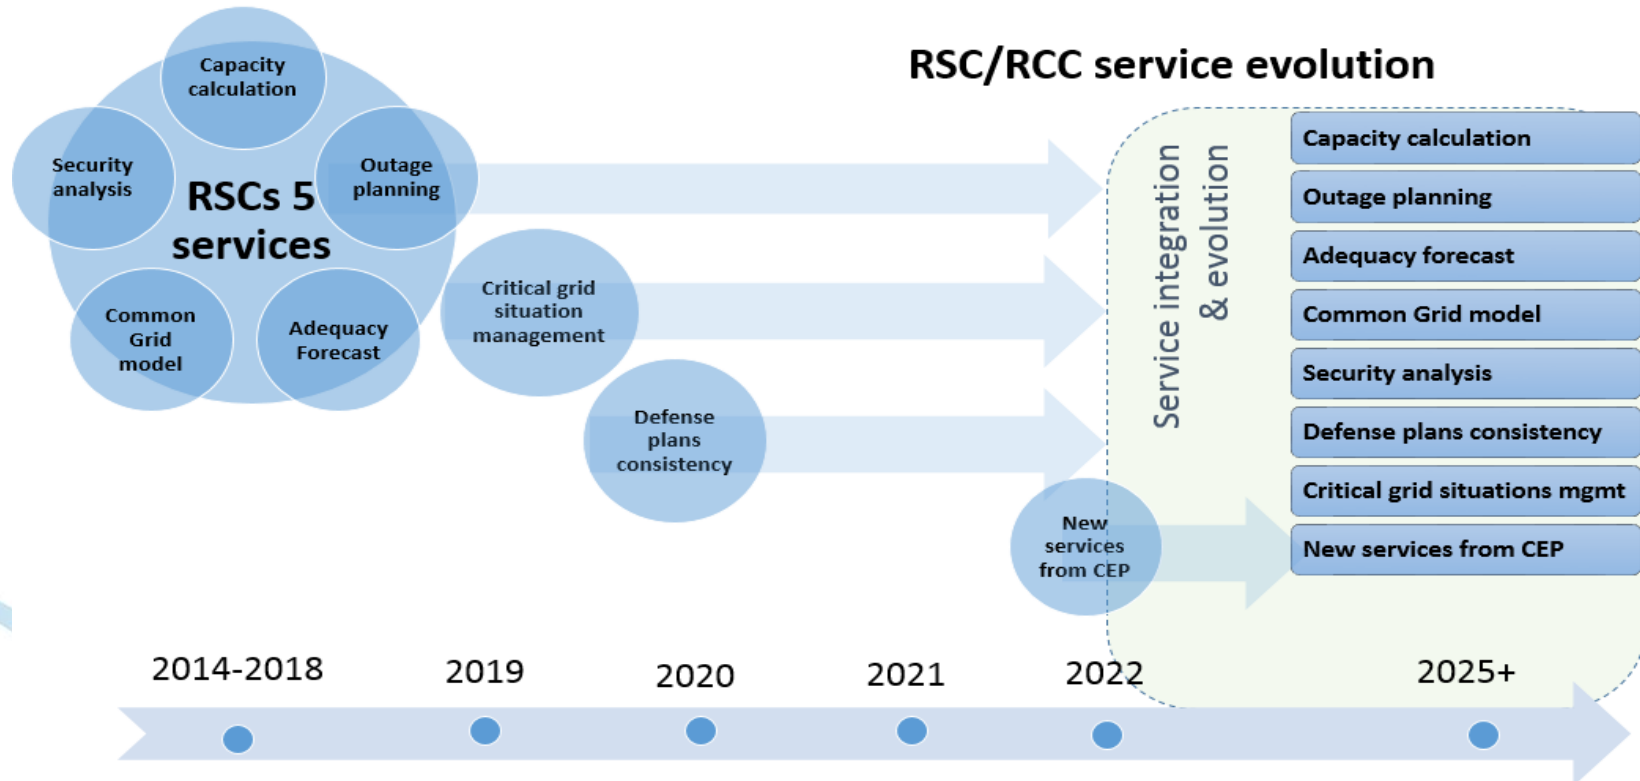 RSC/RCC service evolution
Capacity
calculation
Security
analysis
Outage
planning
RSCs 5
services
Common
Grid
model
Adequacy
Forecast
Critical grid
situation
management
Defense
plans
consistency
New
services
from CEP
Service integration
& evolution
Capacity calculation
Outage planning
Adequacy forecast
Common Grid model
Security analysis
Defense plans consistency
Critical grid situations mgmt
New services from CEP
2014-2018
2019
2020
2021
2022
2025+